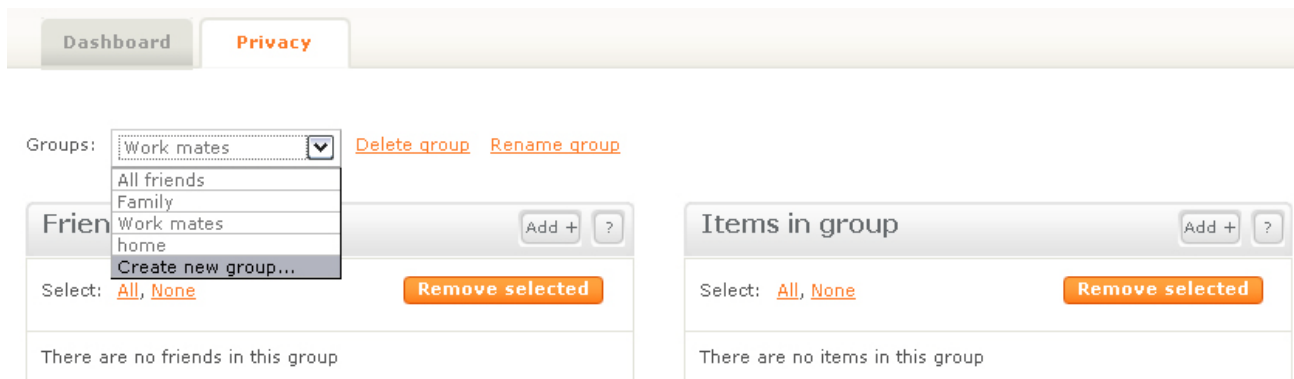 Dashboard Privacy
Groups: Work mates Delete group Rename group
All friends
Family
Work mates
home
Create new group...
Frien Add + ?
Items in group Add + ?
Select: All, None Remove selected
Select: All, None Remove selected
There are no friends in this group
There are no items in this group